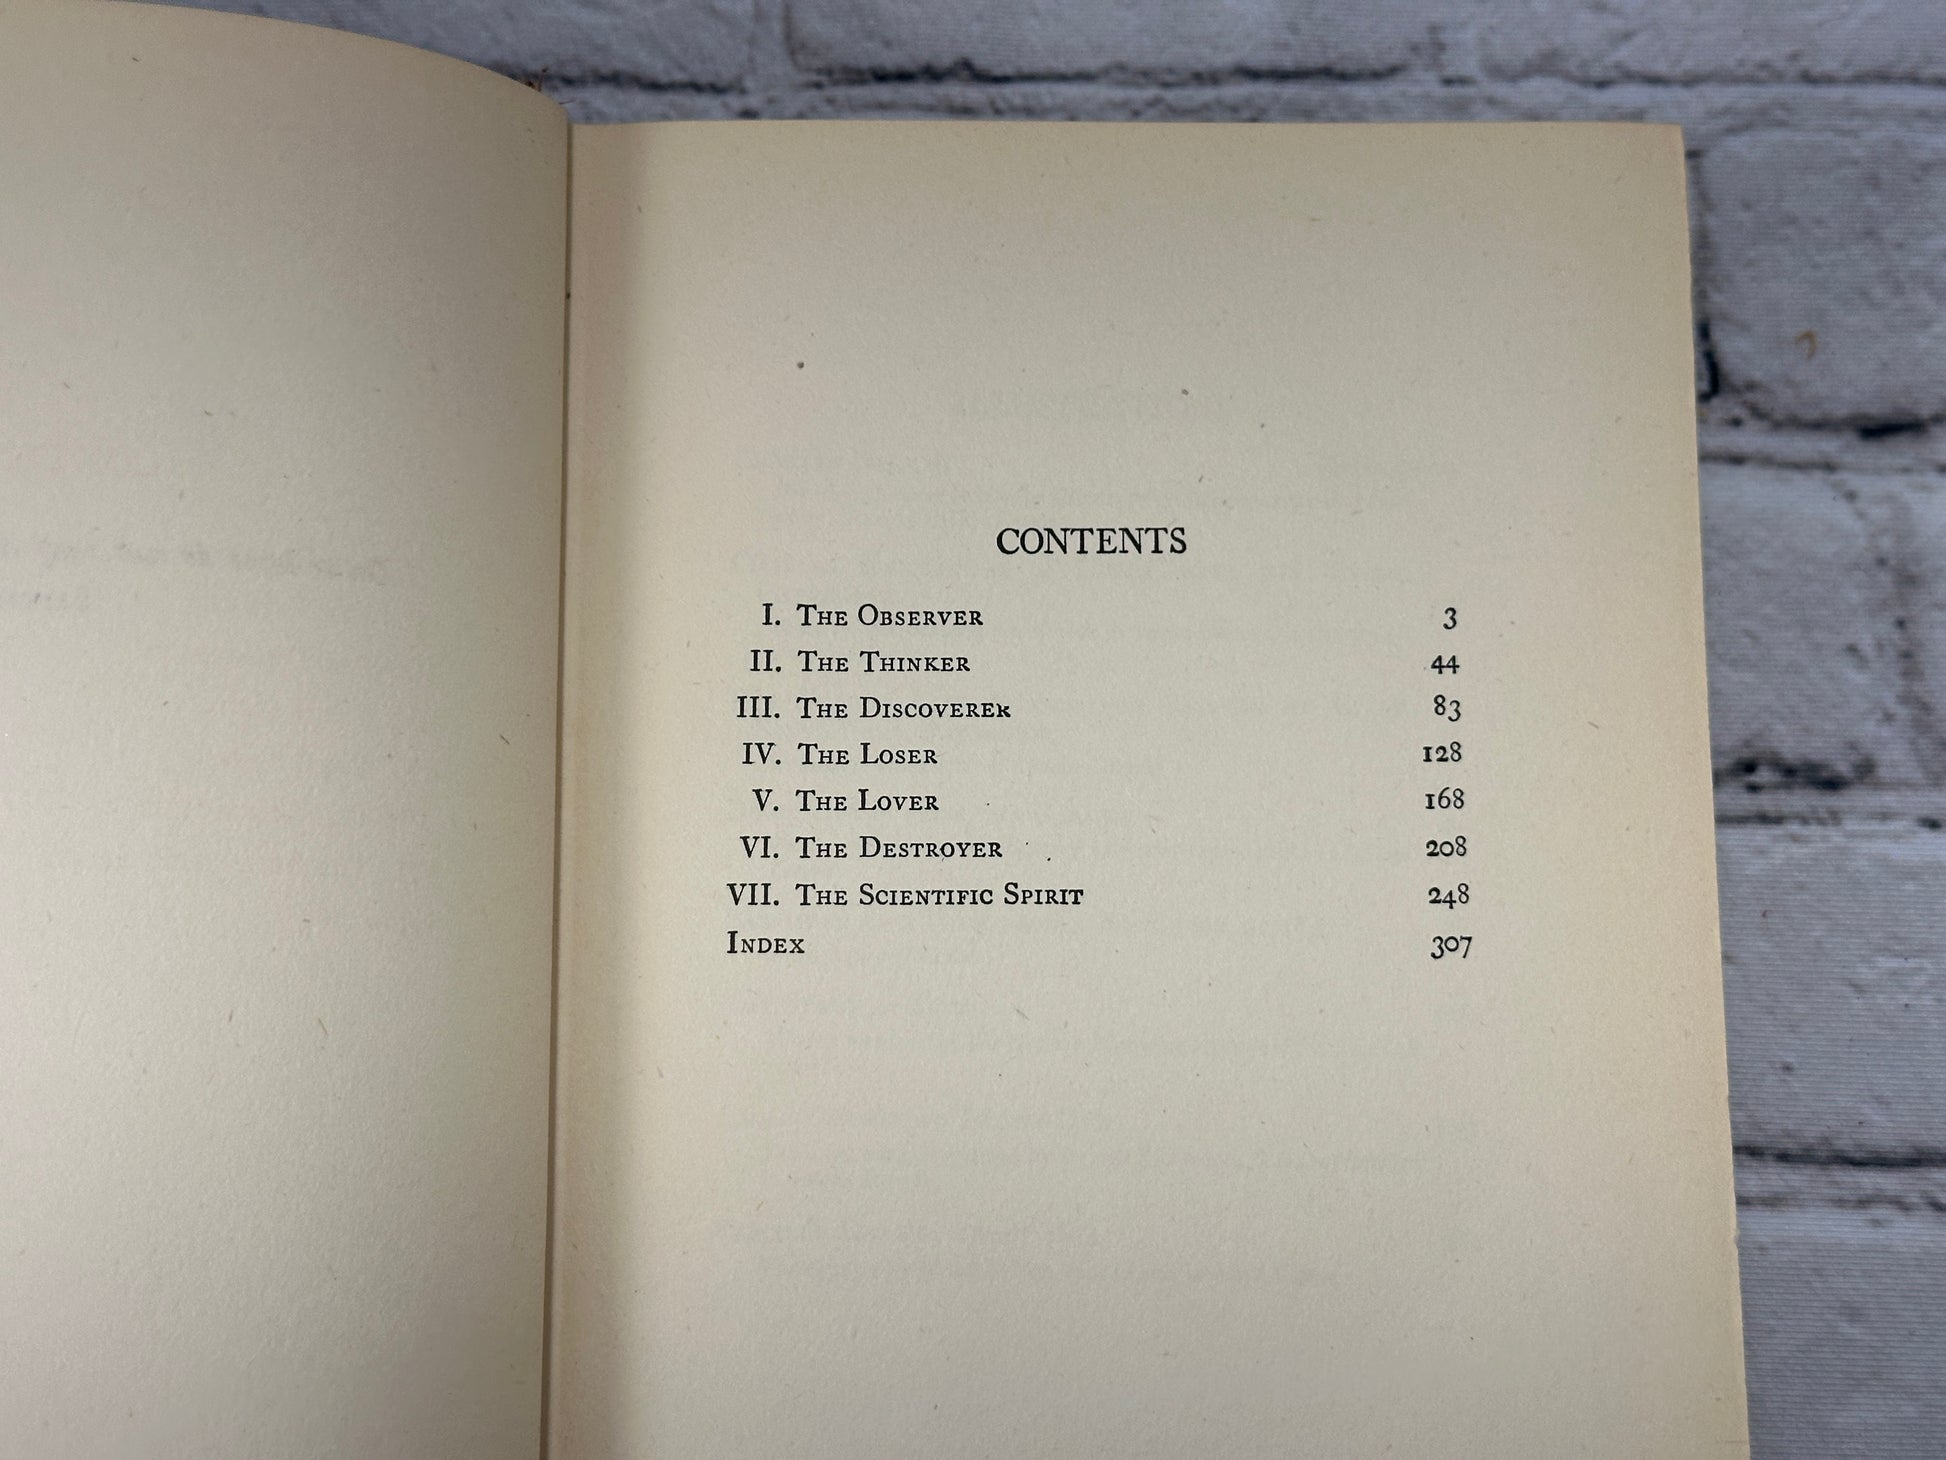 CONTENTS
I. THE OBSERVER 3
II. THE THINKER 44
III. THE DISCOVERER 83
IV. THE LOSER 128
V. THE LOVER 168
VI. THE DESTROYER 208
VII. THE SCIENTIFIC SPIRIT 248
INDEX 307